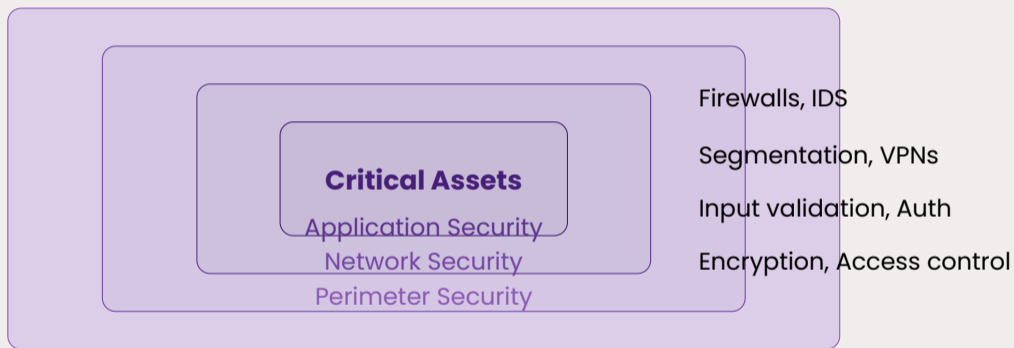 Critical Assets
Application Security
Network Security
Perimeter Security
Firewalls, IDS
Segmentation, VPNs
Input validation, Auth
Encryption, Access control